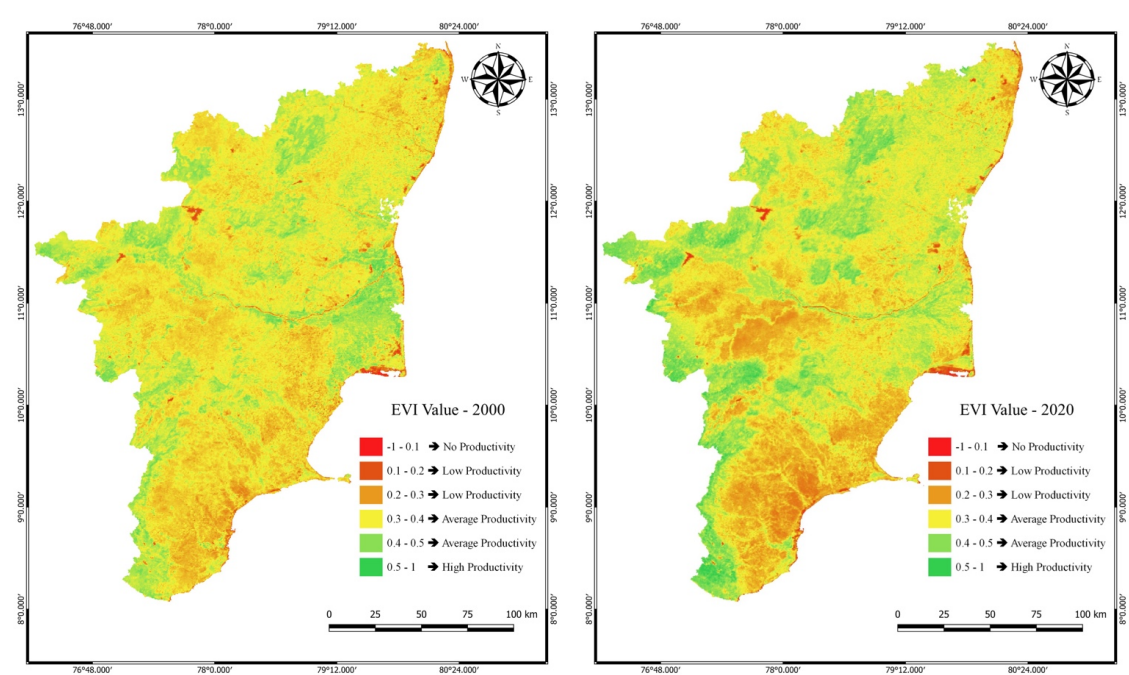 76°48.000' 78°0.000' 79°12.000' 80°24.000'
13°0.000'
12°0.000'
11°0.000'
10°0.000'
9°0.000'
8°0.000'
N
W E
S
13°0.000'
12°0.000'
11°0.000'
10°0.000'
9°0.000'
8°0.000'
EVI Value - 2000
-1 - 0.1 ➔ No Productivity
0.1 - 0.2 ➔ Low Productivity
0.2 - 0.3 ➔ Low Productivity
0.3 - 0.4 ➔ Average Productivity
0.4 - 0.5 ➔ Average Productivity
0.5 - 1 ➔ High Productivity
0 25 50 75 100 km
76°48.000' 78°0.000' 79°12.000' 80°24.000'
76°48.000' 78°0.000' 79°12.000' 80°24.000'
13°0.000'
12°0.000'
11°0.000'
10°0.000'
9°0.000'
8°0.000'
N
W E
S
13°0.000'
12°0.000'
11°0.000'
10°0.000'
9°0.000'
8°0.000'
EVI Value - 2020
-1 - 0.1 ➔ No Productivity
0.1 - 0.2 ➔ Low Productivity
0.2 - 0.3 ➔ Low Productivity
0.3 - 0.4 ➔ Average Productivity
0.4 - 0.5 ➔ Average Productivity
0.5 - 1 ➔ High Productivity
0 25 50 75 100 km
76°48.000' 78°0.000' 79°12.000' 80°24.000'